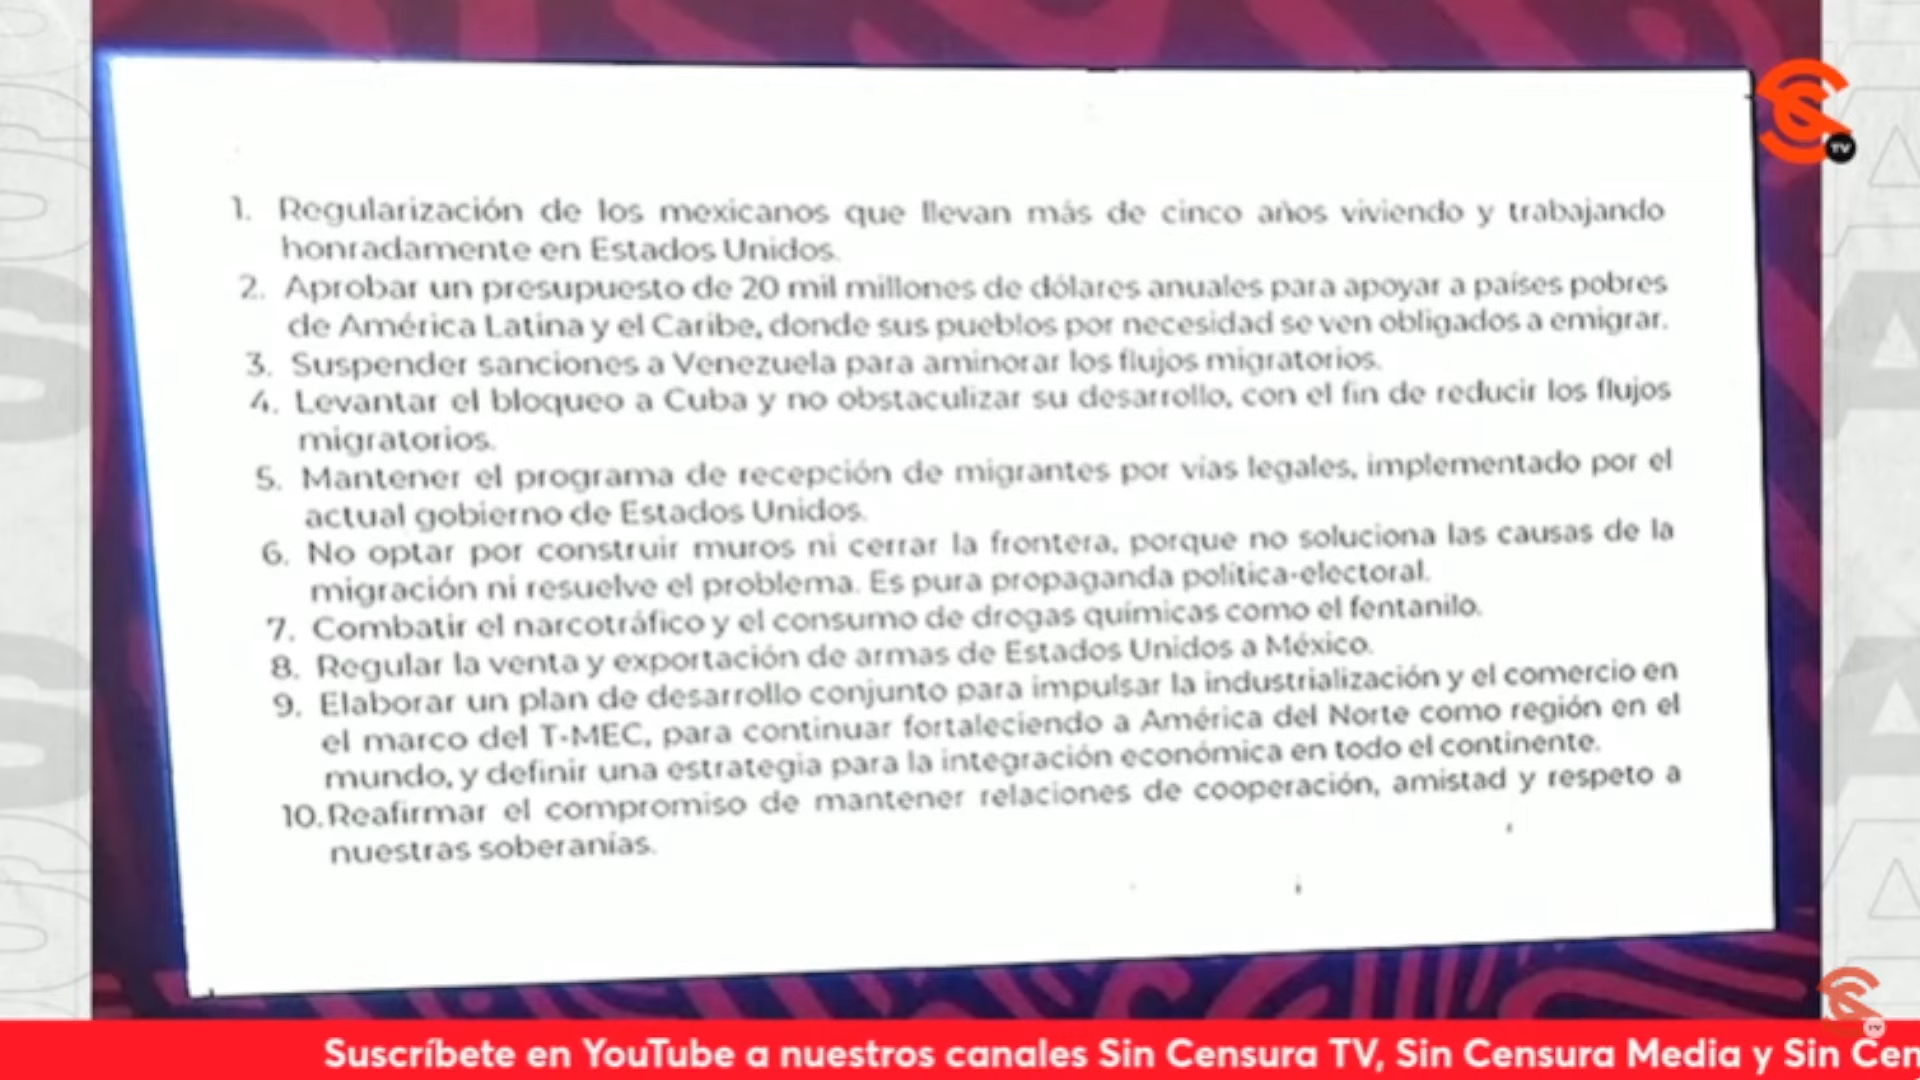 TV
1. Regularización de los mexicanos que llevan más de cinco años viviendo y trabajando
honradamente en Estados Unidos.
2. Aprobar un presupuesto de 20 mil millones de dólares anuales para apoyar a países pobres
de América Latina y el Caribe, donde sus pueblos por necesidad se ven obligados a emigrar.
3. Suspender sanciones a Venezuela para aminorar los flujos migratorios.
4. Levantar el bloqueo a Cuba y no obstaculizar su desarrollo, con el fin de reducir los flujos
migratorios.
5. Mantener el programa de recepción de migrantes por vías legales, implementado por el
actual gobierno de Estados Unidos.
6. No optar por construir muros ni cerrar la frontera, porque no soluciona las causas de la
migración ni resuelve el problema. Es pura propaganda política-electoral.
7. Combatir el narcotráfico y el consumo de drogas químicas como el fentanilo.
8. Regular la venta y exportación de armas de Estados Unidos a México.
9. Elaborar un plan de desarrollo conjunto para impulsar la industrialización y el comercio en
el marco del T-MEC, para continuar fortaleciendo a América del Norte como región en el
mundo, y definir una estrategia para la integración económica en todo el continente.
10. Reafirmar el compromiso de mantener relaciones de cooperación, amistad y respeto a
nuestras soberanías.
TV
Suscríbete en YouTube a nuestros canales Sin Censura TV, Sin Censura Media y Sin Cen